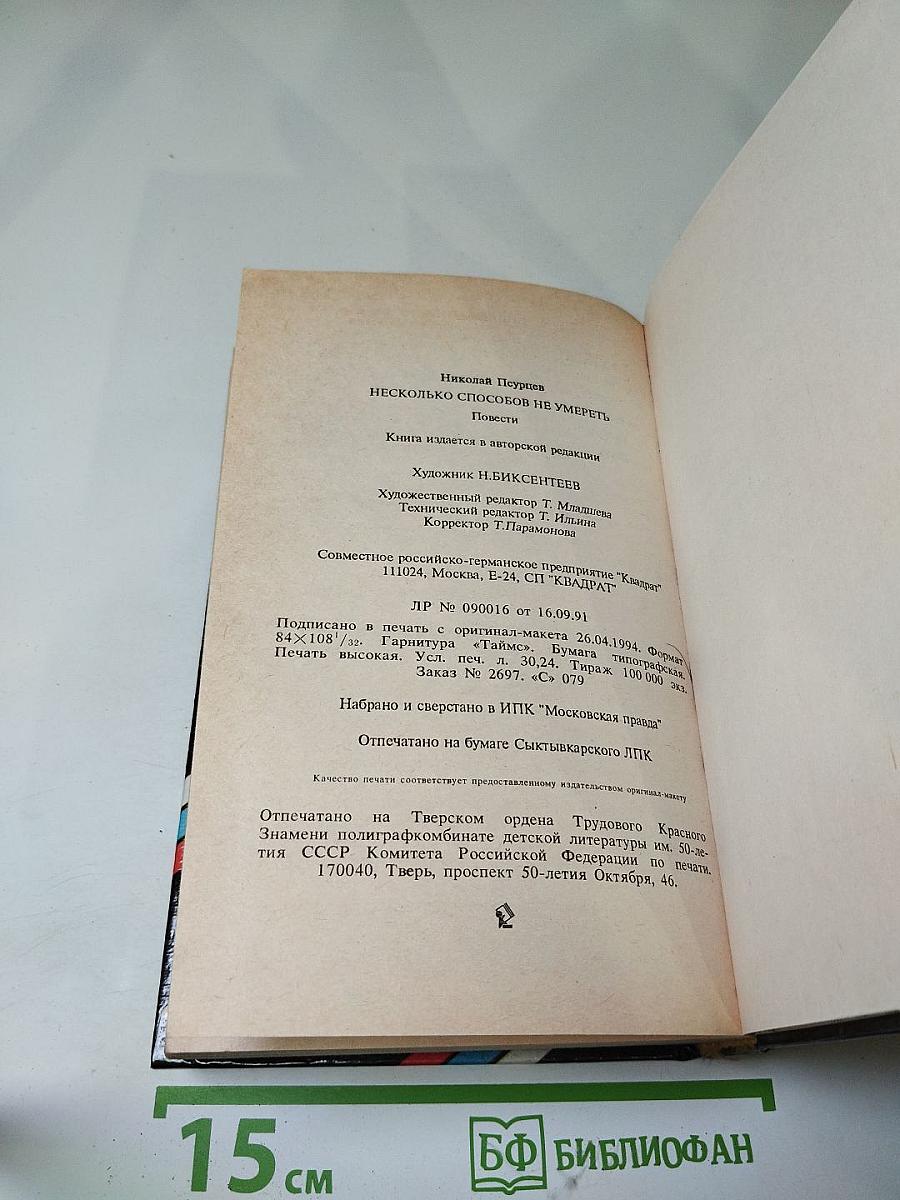 Николай Псурцев
НЕСКОЛЬКО СПОСОБОВ НЕ УМЕРЕТЬ
Повести
Книга издается в авторской редакции
Художник Н.БИКСЕНТЕЕВ
Художественный редактор Т. Младшева
Технический редактор Т. Ильина
Корректор Т.Парамонова
Совместное российско-германское предприятие "Квадрат"
111024, Москва, Е-24, СП "КВАДРАТ"
ЛР № 090016 от 16.09.91
Подписано в печать с оригинал-макета 26.04.1994. Формат
84×108¹/₃₂. Гарнитура «Таймс». Бумага типографская.
Печать высокая. Усл. печ. л. 30,24. Тираж 100 000 экз.
Заказ № 2697. «С» 079
Набрано и сверстано в ИПК "Московская правда"
Отпечатано на бумаге Сыктывкарского ЛПК
Качество печати соответствует предоставленному издательством оригинал-макету
Отпечатано на Тверском ордена Трудового Красного
Знамени полиграфкомбинате детской литературы им. 50-ле-
тия СССР Комитета Российской Федерации по печати.
170040, Тверь, проспект 50-летия Октября, 46.
15 см
БФ БИБЛИОФАН